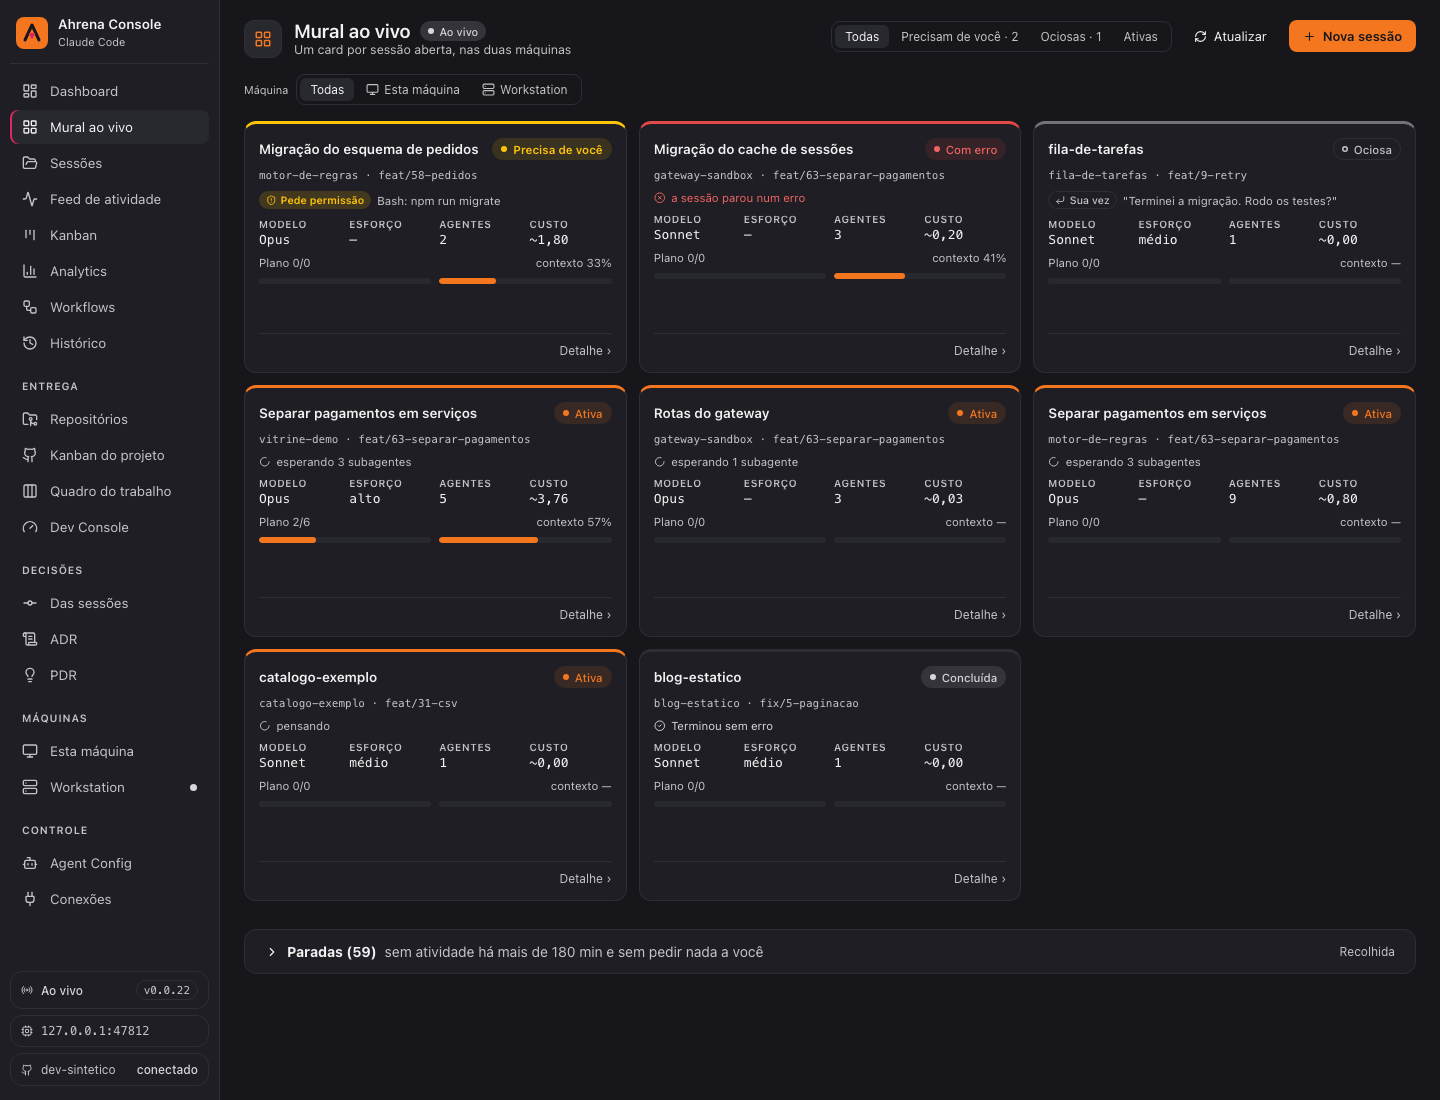 Ahrena Console
Claude Code
Dashboard
Mural ao vivo
Sessões
Feed de atividade
Kanban
Analytics
Workflows
Histórico
ENTREGA
Repositórios
Kanban do projeto
Quadro do trabalho
Dev Console
DECISÕES
Das sessões
ADR
PDR
MÁQUINAS
Esta máquina
Workstation
CONTROLE
Agent Config
Conexões
Ao vivo v0.0.22
127.0.0.1:47812
dev-sintetico conectado
Mural ao vivo Ao vivo
Um card por sessão aberta, nas duas máquinas
Todas Precisam de você · 2 Ociosas · 1 Ativas
Atualizar
+ Nova sessão
Máquina Todas Esta máquina Workstation
Migração do esquema de pedidos Precisa de você
motor-de-regras · feat/58-pedidos
Pede permissão Bash: npm run migrate
MODELO ESFORÇO AGENTES CUSTO
Opus — 2 ~1,80
Plano 0/0 contexto 33%
Detalhe ›
Migração do cache de sessões Com erro
gateway-sandbox · feat/63-separar-pagamentos
a sessão parou num erro
MODELO ESFORÇO AGENTES CUSTO
Sonnet — 3 ~0,20
Plano 0/0 contexto 41%
Detalhe ›
fila-de-tarefas Ociosa
fila-de-tarefas · feat/9-retry
Sua vez "Terminei a migração. Rodo os testes?"
MODELO ESFORÇO AGENTES CUSTO
Sonnet médio 1 ~0,00
Plano 0/0 contexto —
Detalhe ›
Separar pagamentos em serviços Ativa
vitrine-demo · feat/63-separar-pagamentos
esperando 3 subagentes
MODELO ESFORÇO AGENTES CUSTO
Opus alto 5 ~3,76
Plano 2/6 contexto 57%
Detalhe ›
Rotas do gateway Ativa
gateway-sandbox · feat/63-separar-pagamentos
esperando 1 subagente
MODELO ESFORÇO AGENTES CUSTO
Opus — 3 ~0,03
Plano 0/0 contexto —
Detalhe ›
Separar pagamentos em serviços Ativa
motor-de-regras · feat/63-separar-pagamentos
esperando 3 subagentes
MODELO ESFORÇO AGENTES CUSTO
Opus — 9 ~0,80
Plano 0/0 contexto —
Detalhe ›
catalogo-exemplo Ativa
catalogo-exemplo · feat/31-csv
pensando
MODELO ESFORÇO AGENTES CUSTO
Sonnet médio 1 ~0,00
Plano 0/0 contexto —
Detalhe ›
blog-estatico Concluída
blog-estatico · fix/5-paginacao
Terminou sem erro
MODELO ESFORÇO AGENTES CUSTO
Sonnet médio 1 ~0,00
Plano 0/0 contexto —
Detalhe ›
Paradas (59) sem atividade há mais de 180 min e sem pedir nada a você Recolhida